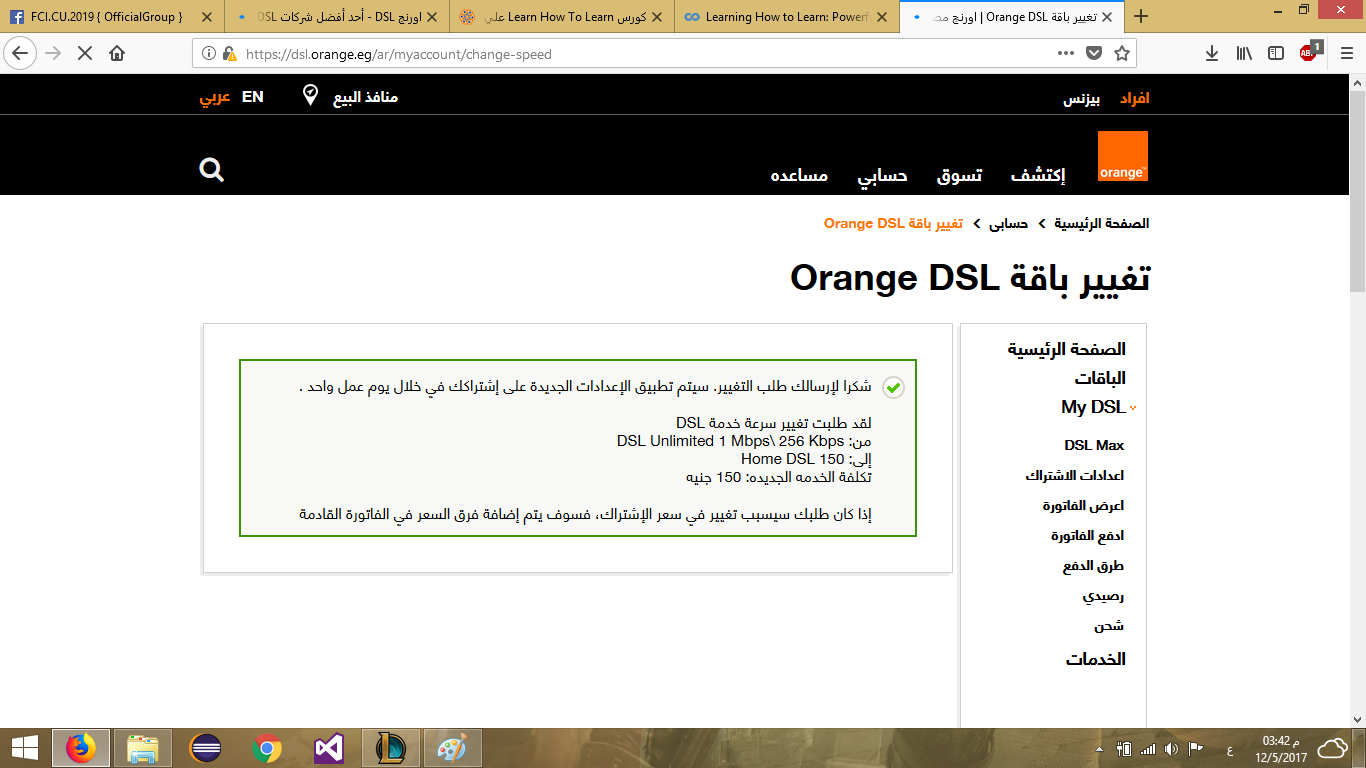 FCI.CU.2019 { OfficialGroup }
اورنج DSL - أحد أفضل شركات DSL
كورس Learn How To Learn علي
Learning How to Learn: Powerf
تغيير باقة Orange DSL | اورنج مصـ
https://dsl.orange.eg/ar/myaccount/change-speed
ABP
1
افراد
بيزنس
منافذ البيع
EN
عربي
orange
إكتشف
تسوق
حسابي
مساعده
الصفحة الرئيسية
حسابى
تغيير باقة Orange DSL
تغيير باقة Orange DSL
الصفحة الرئيسية
الباقات
My DSL
DSL Max
اعدادات الاشتراك
اعرض الفاتورة
ادفع الفاتورة
طرق الدفع
رصيدي
شحن
الخدمات
شكرا لإرسالك طلب التغيير. سيتم تطبيق الإعدادات الجديدة على إشتراكك في خلال يوم عمل واحد .
لقد طلبت تغيير سرعة خدمة DSL
من: DSL Unlimited 1 Mbps\ 256 Kbps
إلى: Home DSL 150
تكلفة الخدمه الجديده: 150 جنيه
إذا كان طلبك سيسبب تغيير في سعر الإشتراك، فسوف يتم إضافة فرق السعر في الفاتورة القادمة
ع
03:42 م
12/5/2017